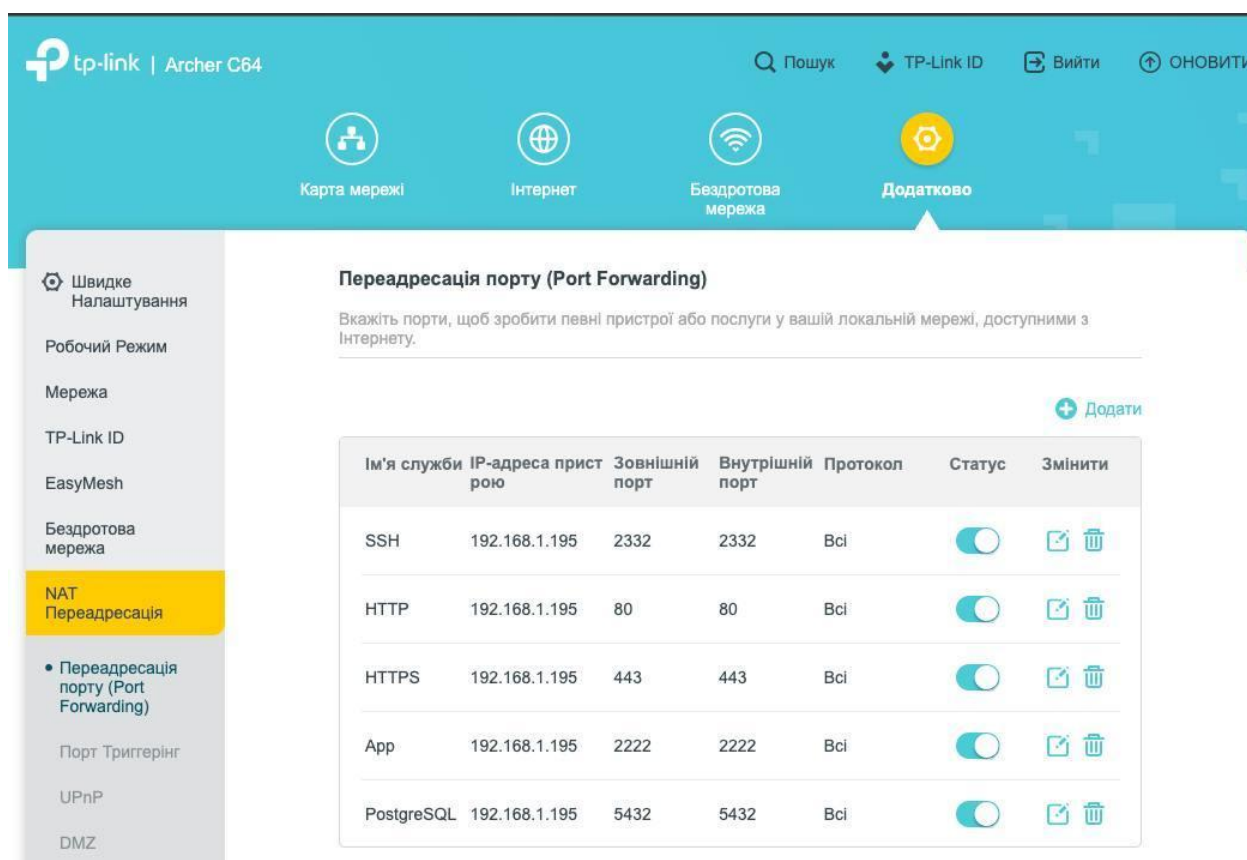 tp-link | Archer C64
Пошук
TP-Link ID
Вийти
ОНОВИТИ
Карта мережі
Інтернет
Бездротова
мережа
Додатково
Швидке
Налаштування
Робочий Режим
Мережа
TP-Link ID
EasyMesh
Бездротова
мережа
NAT
Переадресація
Переадресація
порту (Port
Forwarding)
Порт Триггерінг
UPnP
DMZ
Переадресація порту (Port Forwarding)
Вкажіть порти, щоб зробити певні пристрої або послуги у вашій локальній мережі, доступними з
Інтернету.
Додати
Ім'я служби IP-адреса прист Зовнішній Внутрішній Протокол Статус Змінити
рою порт порт
SSH 192.168.1.195 2332 2332 Всі
HTTP 192.168.1.195 80 80 Всі
HTTPS 192.168.1.195 443 443 Всі
App 192.168.1.195 2222 2222 Всі
PostgreSQL 192.168.1.195 5432 5432 Всі